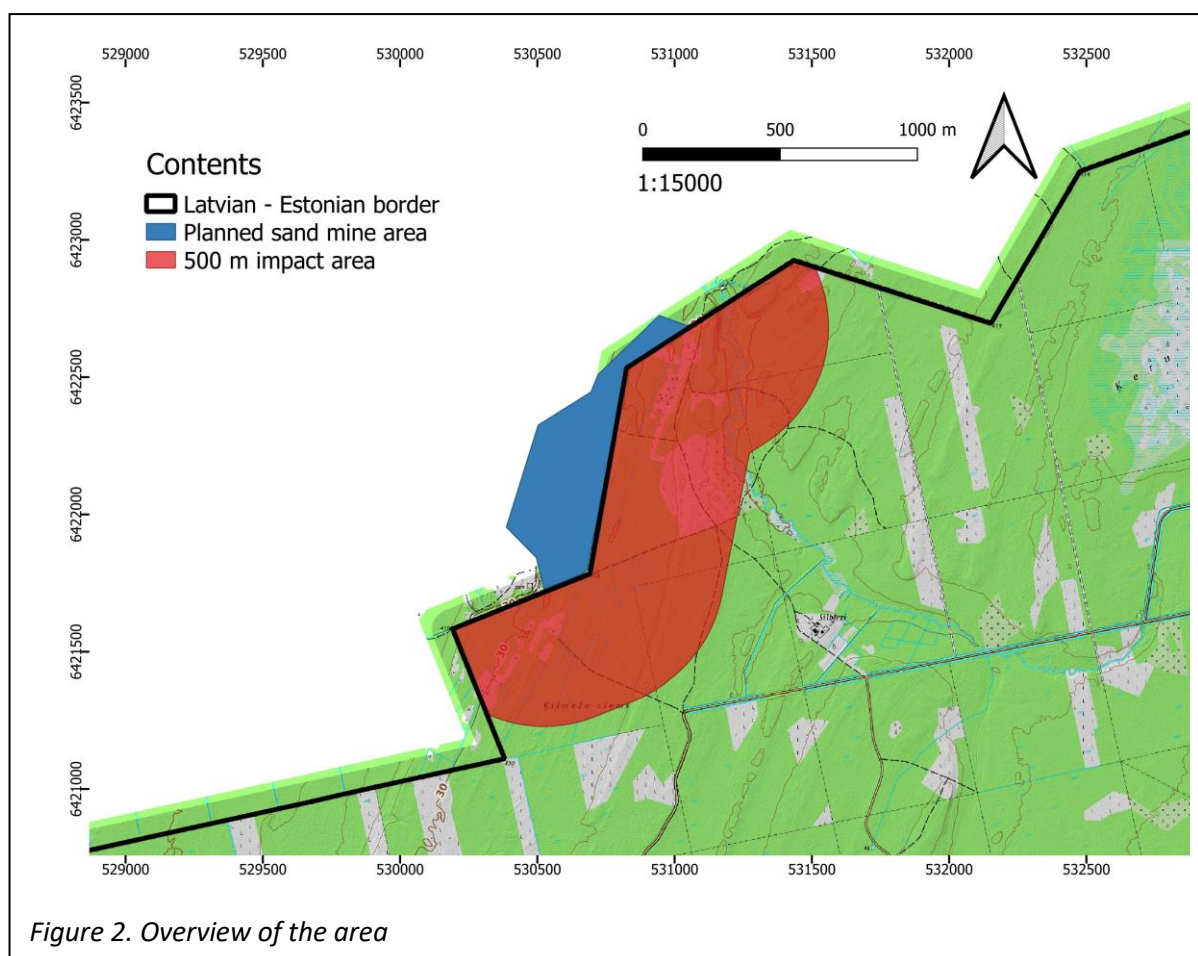 529000 529500 530000 530500 531000 531500 532000 532500
6423500
6423000
6422500
6422000
6421500
6421000
0 500 1000 m
1:15000
Contents
Latvian - Estonian border
Planned sand mine area
500 m impact area
30
30
Ķirmežu ciems
529000 529500 530000 530500 531000 531500 532000 532500
Figure 2. Overview of the area